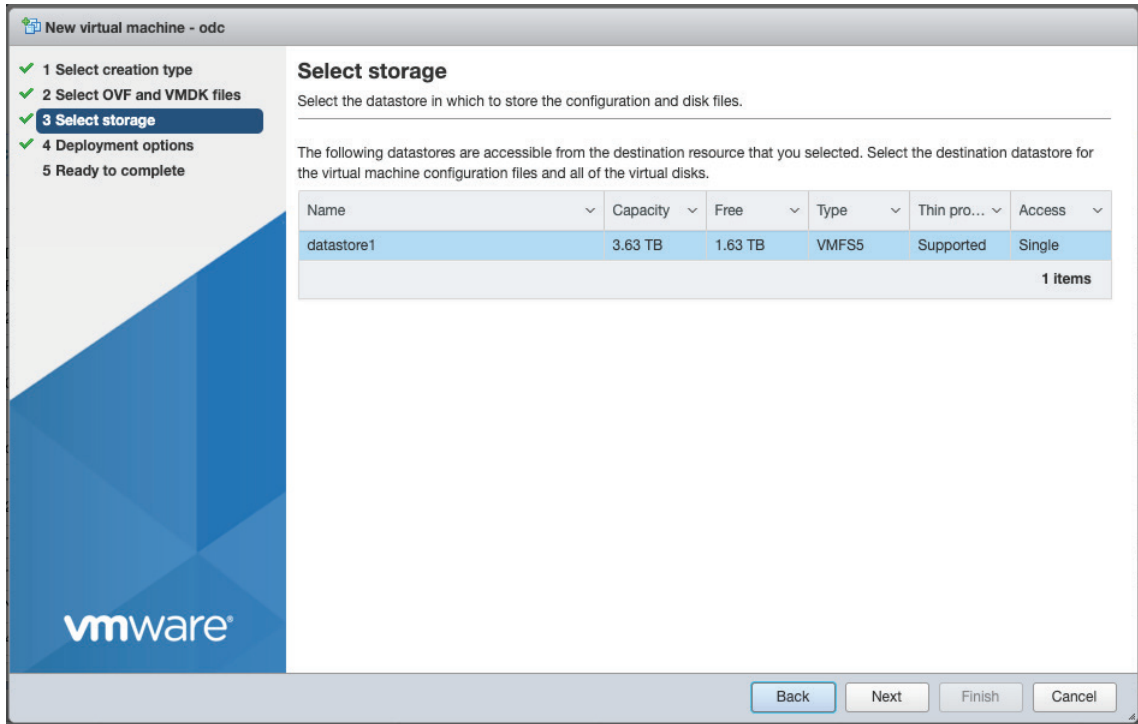 New virtual machine - odc
1 Select creation type
2 Select OVF and VMDK files
3 Select storage
4 Deployment options
5 Ready to complete
Select storage
Select the datastore in which to store the configuration and disk files.
The following datastores are accessible from the destination resource that you selected. Select the destination datastore for
the virtual machine configuration files and all of the virtual disks.
Name Capacity Free Type Thin pro... Access
datastore1 3.63 TB 1.63 TB VMFS5 Supported Single
1 items
vmware®
Back Next Finish Cancel